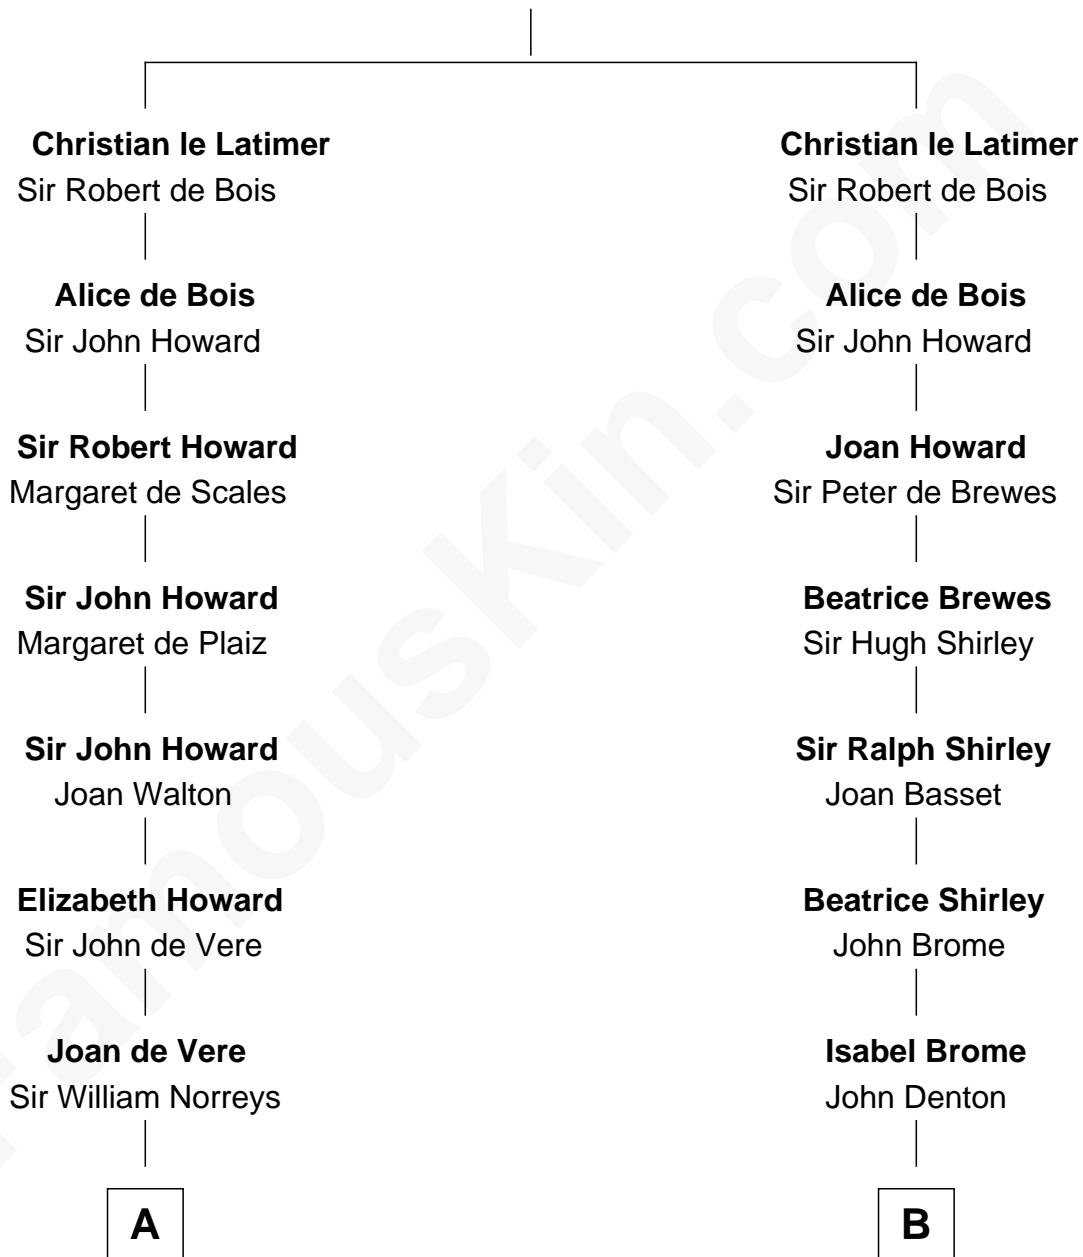 Christian le Latimer
Sir Robert de Bois
Alice de Bois
Sir John Howard
Sir Robert Howard
Margaret de Scales
Sir John Howard
Margaret de Plaiz
Sir John Howard
Joan Walton
Elizabeth Howard
Sir John de Vere
Joan de Vere
Sir William Norreys
A
Christian le Latimer
Sir Robert de Bois
Alice de Bois
Sir John Howard
Joan Howard
Sir Peter de Brewes
Beatrice Brewes
Sir Hugh Shirley
Sir Ralph Shirley
Joan Basset
Beatrice Shirley
John Brome
Isabel Brome
John Denton
B
FamousKin.com